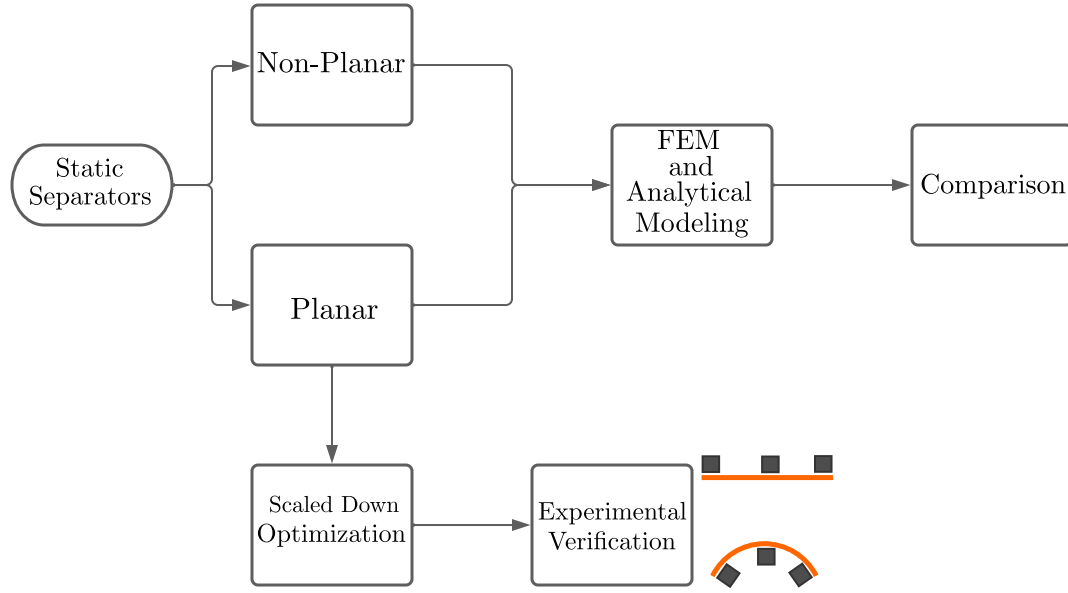 Non-Planar
Static
Separators
FEM
and
Analytical
Modeling
Comparison
Planar
Scaled Down
Optimization
Experimental
Verification